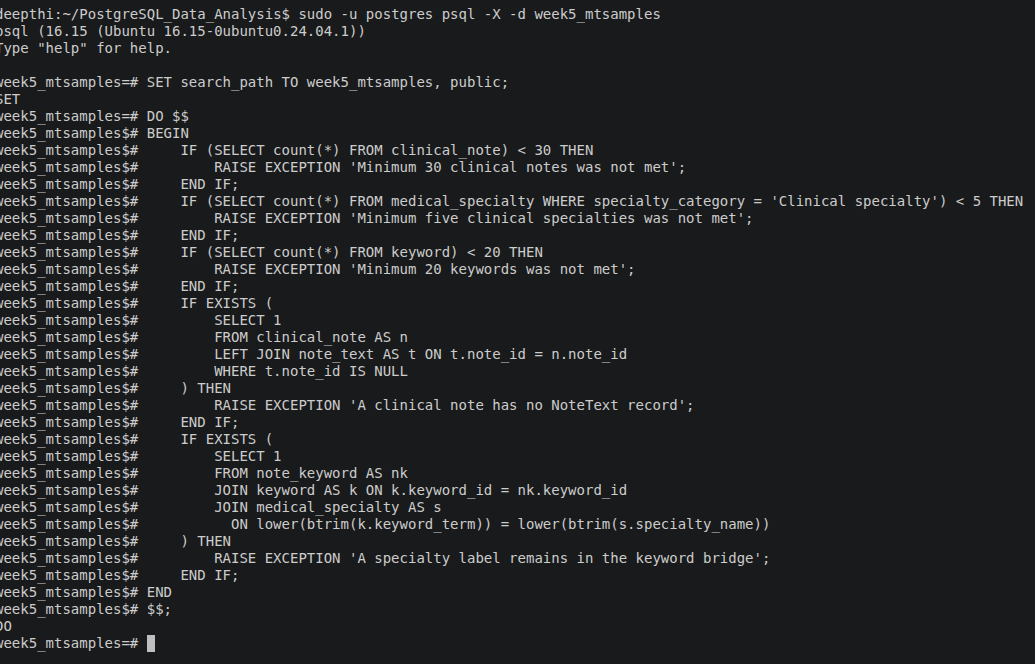 deepthi:~/PostgreSQL_Data_Analysis$ sudo -u postgres psql -X -d week5_mtsamples
psql (16.15 (Ubuntu 16.15-0ubuntu0.24.04.1))
Type "help" for help.

week5_mtsamples=# SET search_path TO week5_mtsamples, public;
SET
week5_mtsamples=# DO $$
week5_mtsamples$# BEGIN
week5_mtsamples$#     IF (SELECT count(*) FROM clinical_note) < 30 THEN
week5_mtsamples$#         RAISE EXCEPTION 'Minimum 30 clinical notes was not met';
week5_mtsamples$#     END IF;
week5_mtsamples$#     IF (SELECT count(*) FROM medical_specialty WHERE specialty_category = 'Clinical specialty') < 5 THEN
week5_mtsamples$#         RAISE EXCEPTION 'Minimum five clinical specialties was not met';
week5_mtsamples$#     END IF;
week5_mtsamples$#     IF (SELECT count(*) FROM keyword) < 20 THEN
week5_mtsamples$#         RAISE EXCEPTION 'Minimum 20 keywords was not met';
week5_mtsamples$#     END IF;
week5_mtsamples$#     IF EXISTS (
week5_mtsamples$#         SELECT 1
week5_mtsamples$#         FROM clinical_note AS n
week5_mtsamples$#         LEFT JOIN note_text AS t ON t.note_id = n.note_id
week5_mtsamples$#         WHERE t.note_id IS NULL
week5_mtsamples$#     ) THEN
week5_mtsamples$#         RAISE EXCEPTION 'A clinical note has no NoteText record';
week5_mtsamples$#     END IF;
week5_mtsamples$#     IF EXISTS (
week5_mtsamples$#         SELECT 1
week5_mtsamples$#         FROM note_keyword AS nk
week5_mtsamples$#         JOIN keyword AS k ON k.keyword_id = nk.keyword_id
week5_mtsamples$#         JOIN medical_specialty AS s
week5_mtsamples$#           ON lower(btrim(k.keyword_term)) = lower(btrim(s.specialty_name))
week5_mtsamples$#     ) THEN
week5_mtsamples$#         RAISE EXCEPTION 'A specialty label remains in the keyword bridge';
week5_mtsamples$#     END IF;
week5_mtsamples$# END
week5_mtsamples$# $$;
DO
week5_mtsamples=#